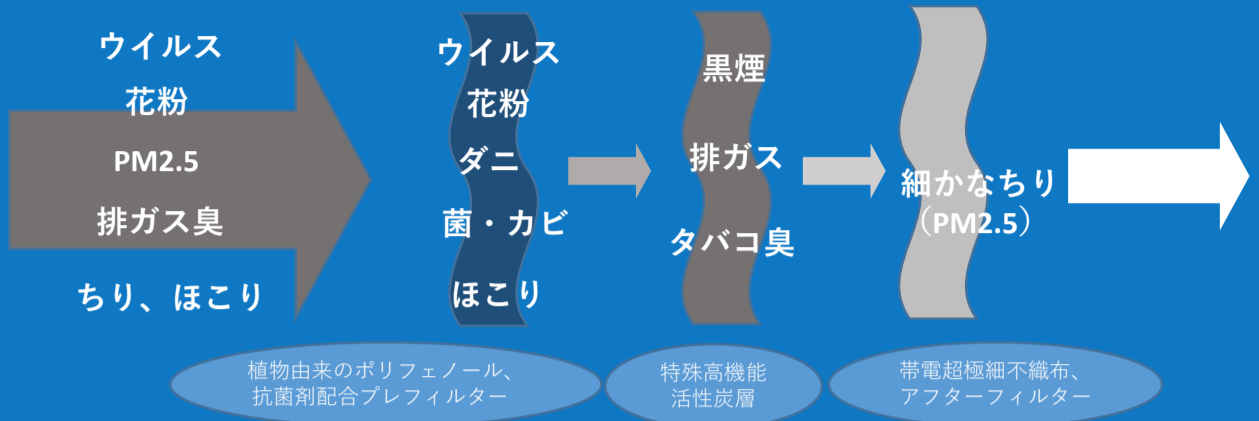 ウイルス
花粉
PM2.5
排ガス臭
ちり、ほこり
ウイルス
花粉
ダニ
菌・カビ
ほこり
黒煙
排ガス
タバコ臭
細かなちり
（PM2.5）
植物由来のポリフェノール、
抗菌剤配合プレフィルター
特殊高機能
活性炭層
帯電超極細不織布、
アフターフィルター